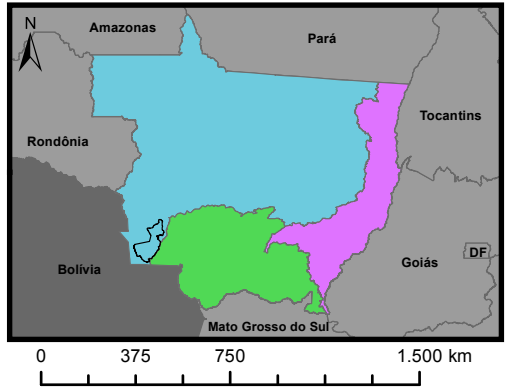 N
Amazonas
Pará
Tocantins
Rondônia
Bolívia
Goiás
DF
Mato Grosso do Sul
0 375 750 1.500 km